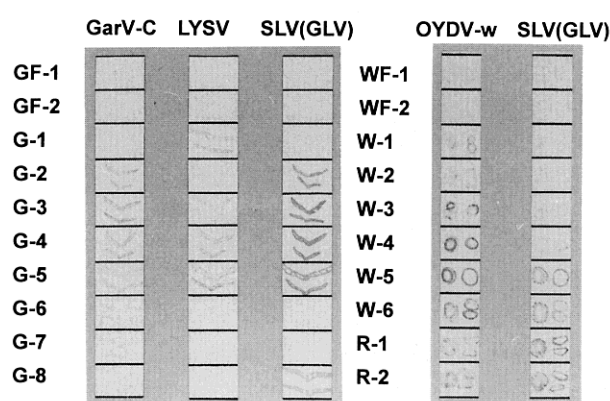 GarV-C LYSV SLV(GLV) OYDV-w SLV(GLV)
GF-1 WF-1
GF-2 WF-2
G-1 W-1
G-2 W-2
G-3 W-3
G-4 W-4
G-5 W-5
G-6 W-6
G-7 R-1
G-8 R-2